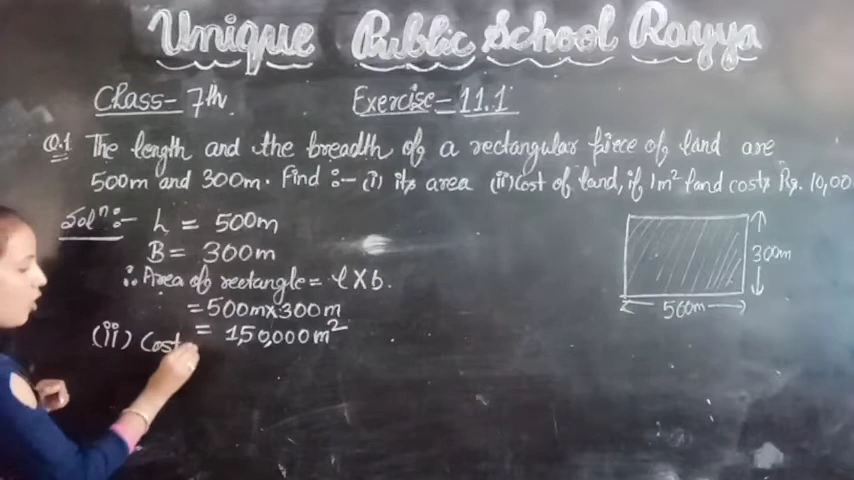 Unique Public School Rayya
Class- 7th Exercise- 11.1
Q.1 The length and the breadth of a rectangular piece of land are
500m and 300m. Find :- (i) its area (ii) Cost of land, if 1m² land costs Rs. 10,00
Solⁿ:- L = 500m
B = 300m
∴ Area of rectangle = l X b.
= 500m x 300m
= 1,50,000m²
(ii) Cost
300m
500m